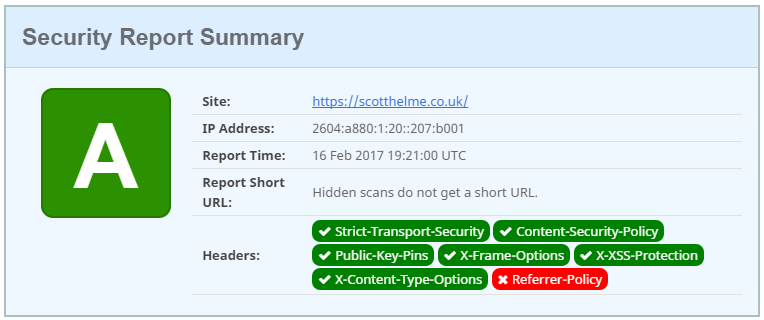 Security Report Summary
A
Site: https://scotthelme.co.uk/
IP Address: 2604:a880:1:20::207:b001
Report Time: 16 Feb 2017 19:21:00 UTC
Report Short URL: Hidden scans do not get a short URL.
Headers: Strict-Transport-Security Content-Security-Policy
Public-Key-Pins X-Frame-Options X-XSS-Protection
X-Content-Type-Options Referrer-Policy